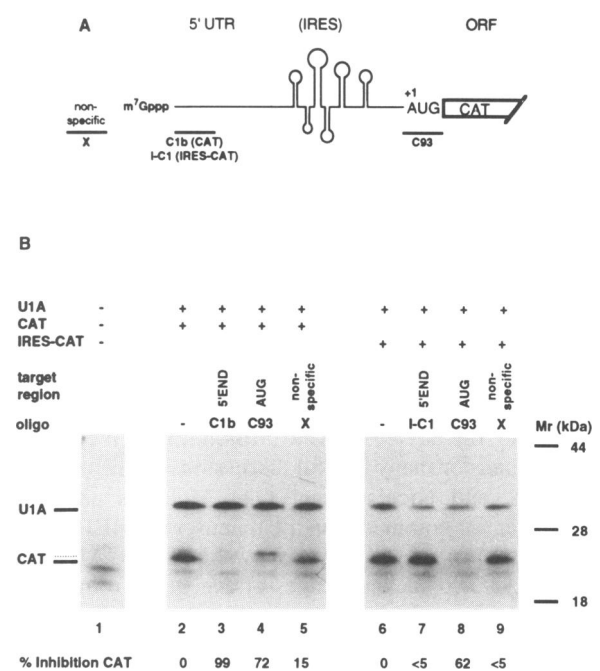 A 5' UTR (IRES) ORF
non-specific X
m7Gppp
+1
AUG CAT
C1b (CAT)
I-C1 (IRES-CAT)
C93
B
U1A - + + + + + + + +
CAT - + + + +
IRES-CAT - + + + +
target region 5'END AUG non-specific 5'END AUG non-specific
oligo - C1b C93 X - I-C1 C93 X Mr (kDa)
44
U1A
28
CAT
18
1 2 3 4 5 6 7 8 9
% Inhibition CAT 0 99 72 15 0 <5 62 <5